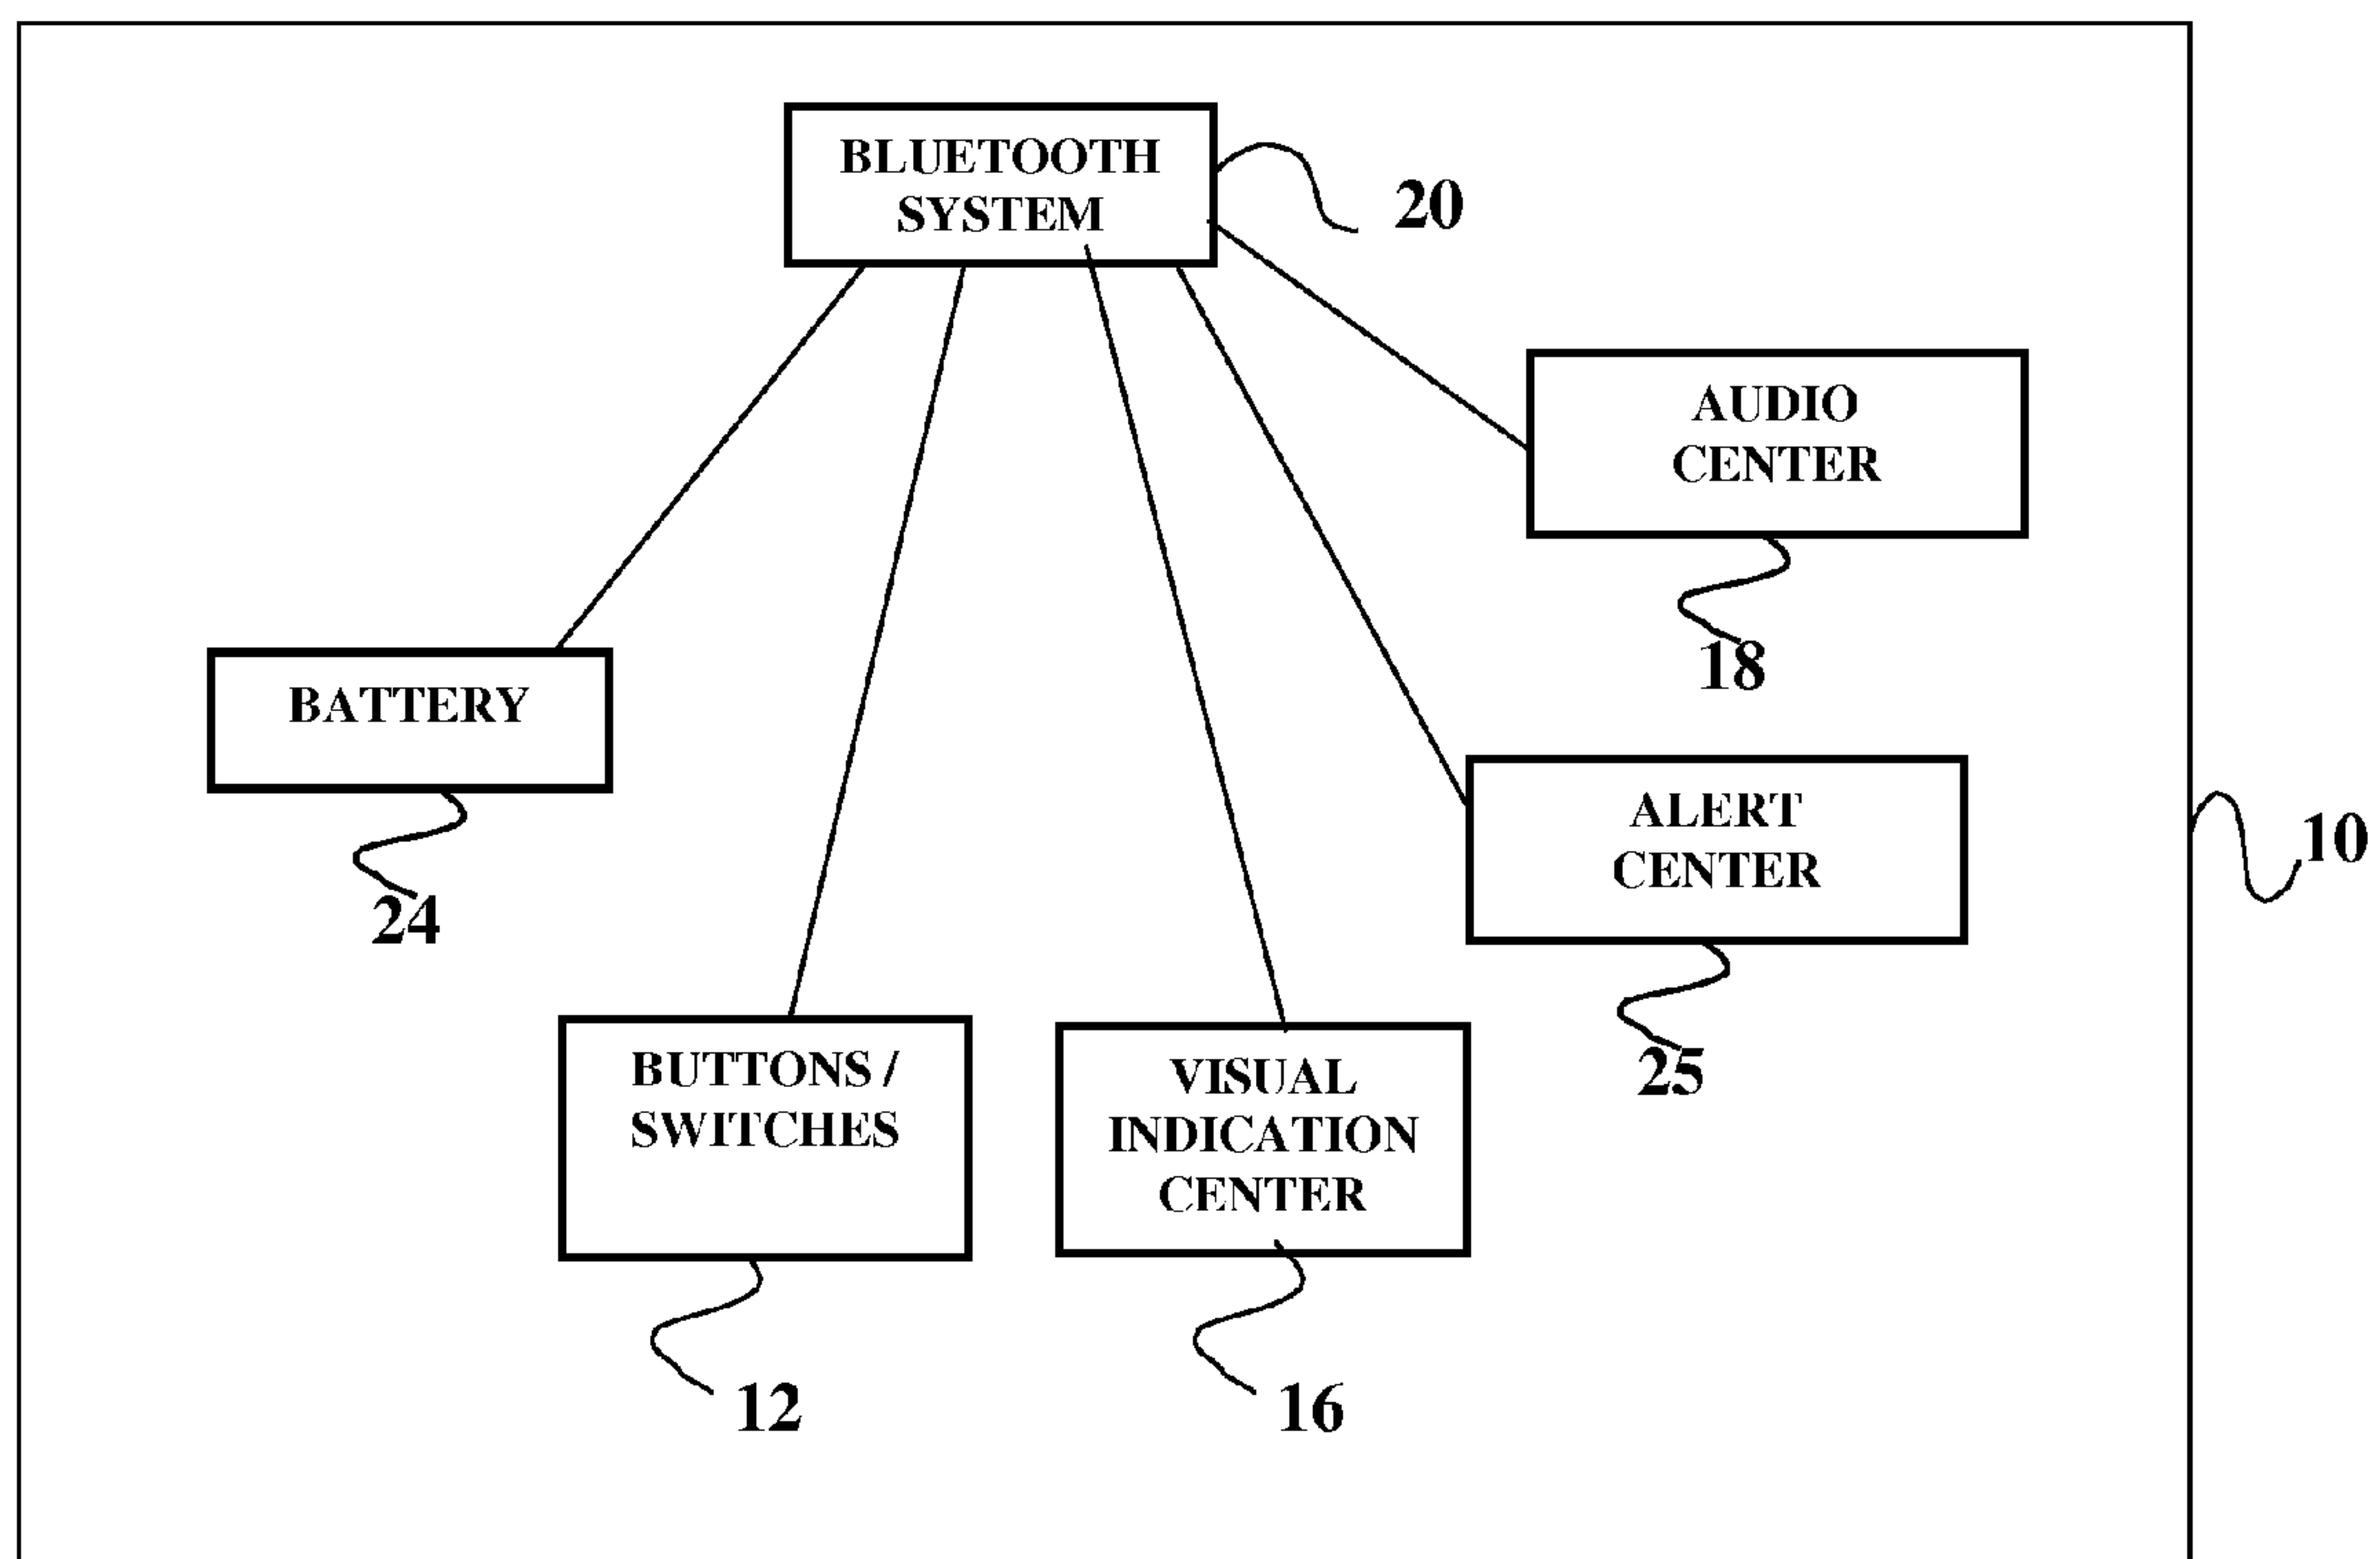 BLUETOOTH
SYSTEM
20
AUDIO
CENTER
18
BATTERY
24
ALERT
CENTER
25
10
BUTTONS /
SWITCHES
12
VISUAL
INDICATION
CENTER
16